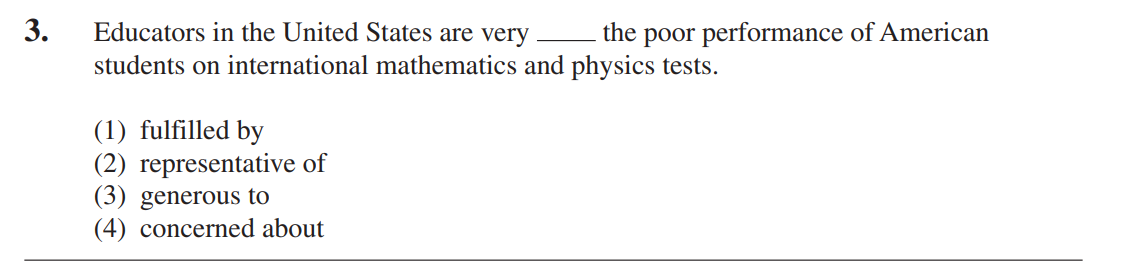 3. Educators in the United States are very ____ the poor performance of American
students on international mathematics and physics tests.
(1) fulfilled by
(2) representative of
(3) generous to
(4) concerned about